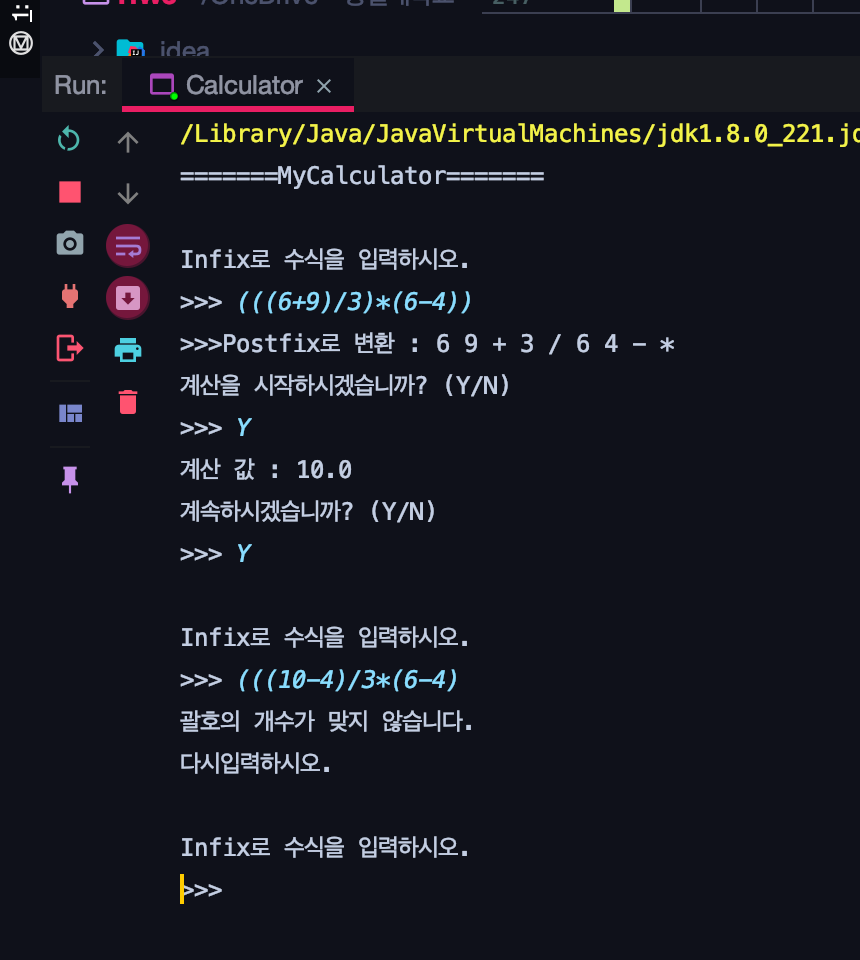 idea
Run: Calculator ×
/Library/Java/JavaVirtualMachines/jdk1.8.0_221.jd
=======MyCalculator=======
Infix로 수식을 입력하시오.
>>> (((6+9)/3)*(6-4))
>>>Postfix로 변환 : 6 9 + 3 / 6 4 - *
계산을 시작하시겠습니까? (Y/N)
>>> Y
계산 값 : 10.0
계속하시겠습니까? (Y/N)
>>> Y
Infix로 수식을 입력하시오.
>>> (((10-4)/3*(6-4)
괄호의 개수가 맞지 않습니다.
다시입력하시오.
Infix로 수식을 입력하시오.
>>>